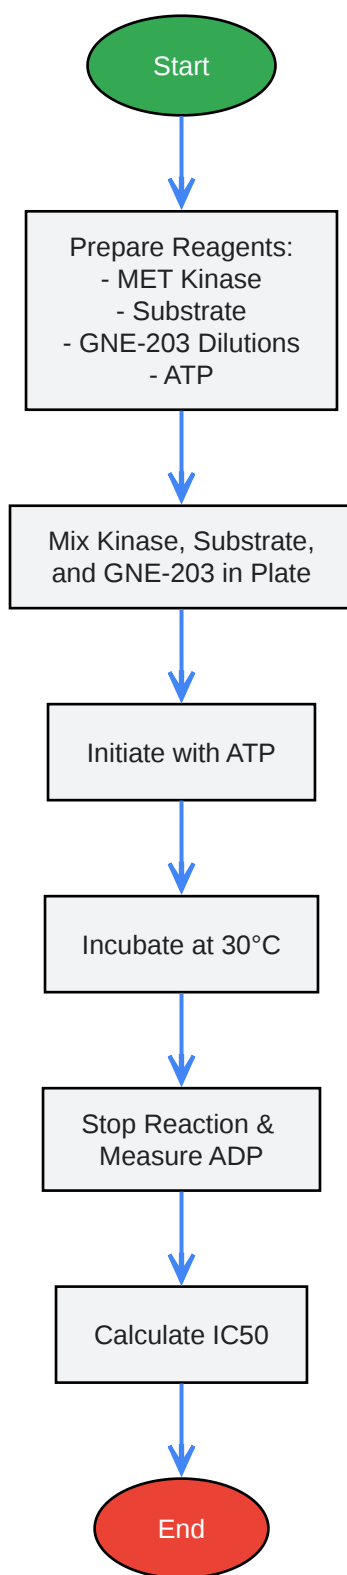 Start
Prepare Reagents:
- MET Kinase
- Substrate
- GNE-203 Dilutions
- ATP
Mix Kinase, Substrate,
and GNE-203 in Plate
Initiate with ATP
Incubate at 30°C
Stop Reaction &
Measure ADP
Calculate IC50
End